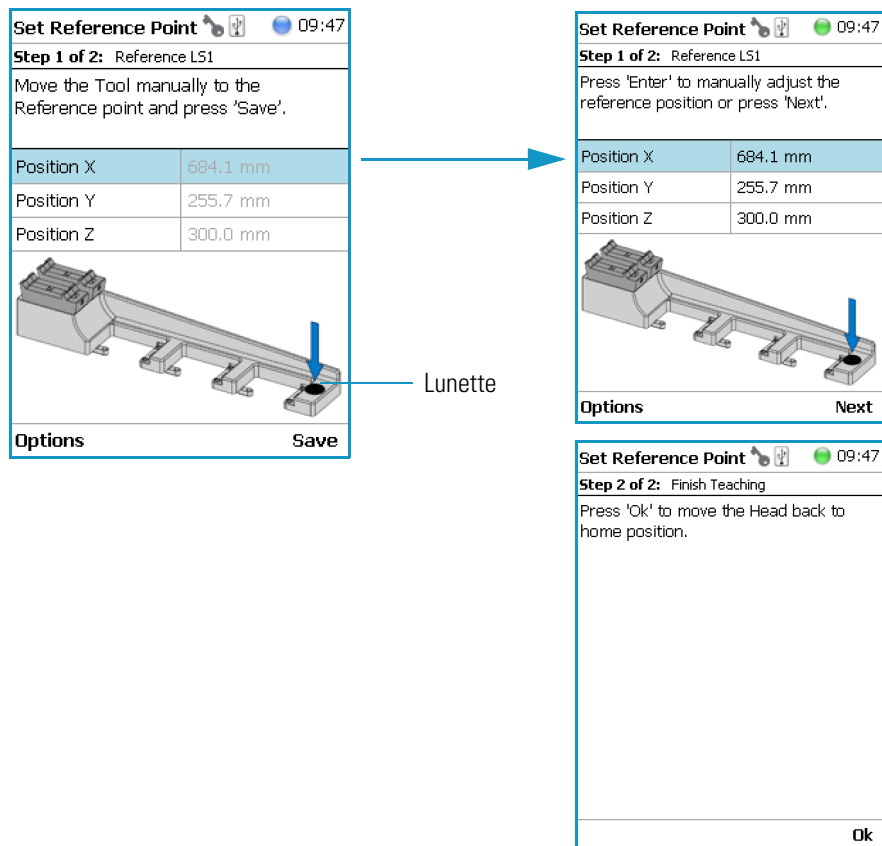 Set Reference Point 09:47
Step 1 of 2: Reference LS1
Move the Tool manually to the
Reference point and press 'Save'.
Position X 684.1 mm
Position Y 255.7 mm
Position Z 300.0 mm
Lunette
Options Save
Set Reference Point 09:47
Step 1 of 2: Reference LS1
Press 'Enter' to manually adjust the
reference position or press 'Next'.
Position X 684.1 mm
Position Y 255.7 mm
Position Z 300.0 mm
Options Next
Set Reference Point 09:47
Step 2 of 2: Finish Teaching
Press 'Ok' to move the Head back to
home position.
Ok